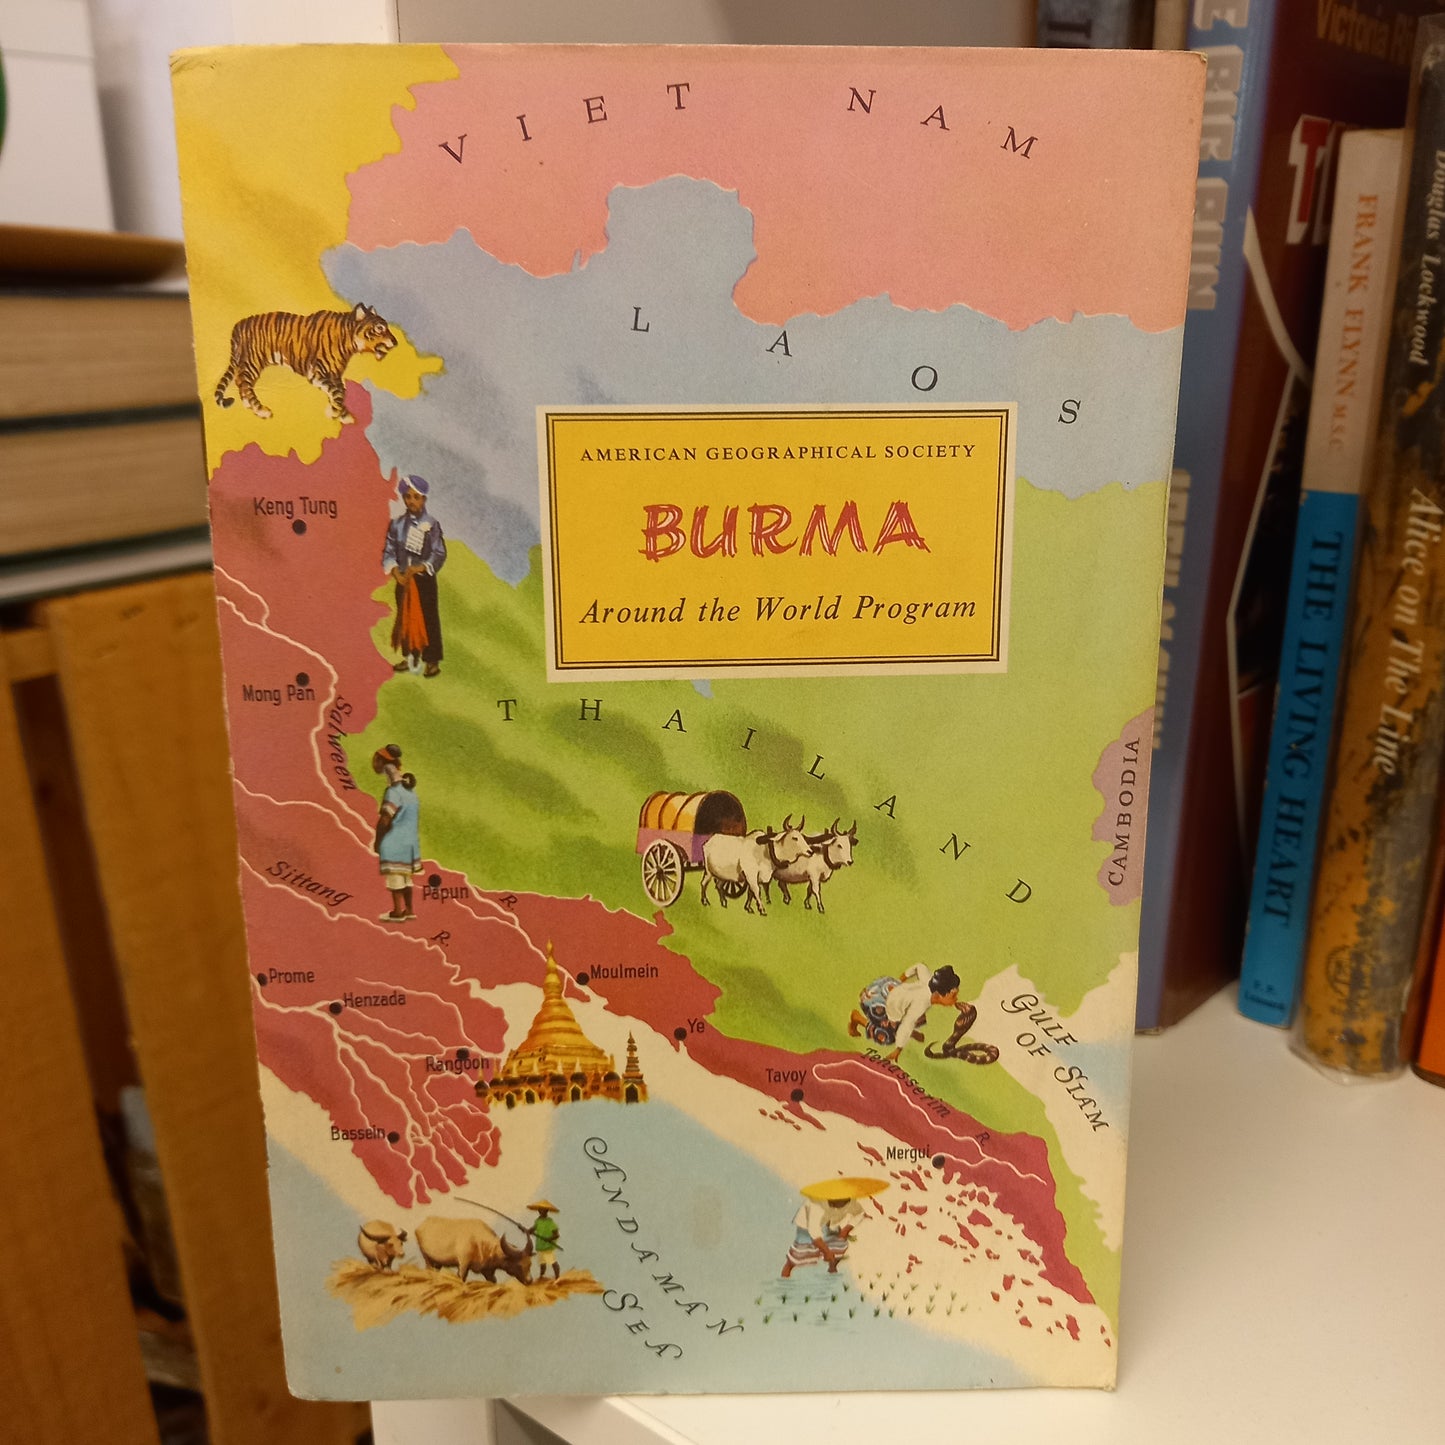 VIET NAM
LAOS
AMERICAN GEOGRAPHICAL SOCIETY
BURMA
Around the World Program
Keng Tung
Mong Pan
Salween
THAILAND
CAMBODIA
Sittang
Papun
R.
R.
Prome
Henzada
Moulmein
Ye
Rangoon
Tavoy
Tenasserim
R.
GULF
OF SIAM
Bassein
Mergui
ANDAMAN
SEA
FRANK FLYNN M.S.C.
THE LIVING HEART
Douglas Lockwood
Alice on The Line